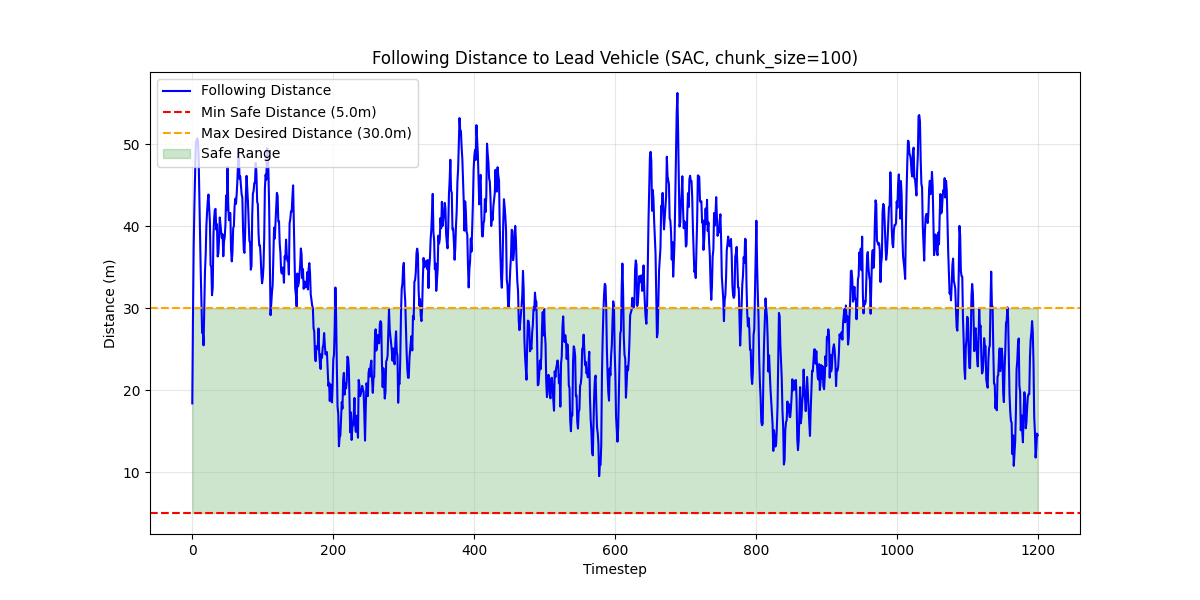 Following Distance to Lead Vehicle (SAC, chunk_size=100)
Following Distance
Min Safe Distance (5.0m)
Max Desired Distance (30.0m)
Safe Range
Distance (m)
50
40
30
20
10
0 200 400 600 800 1000 1200
Timestep